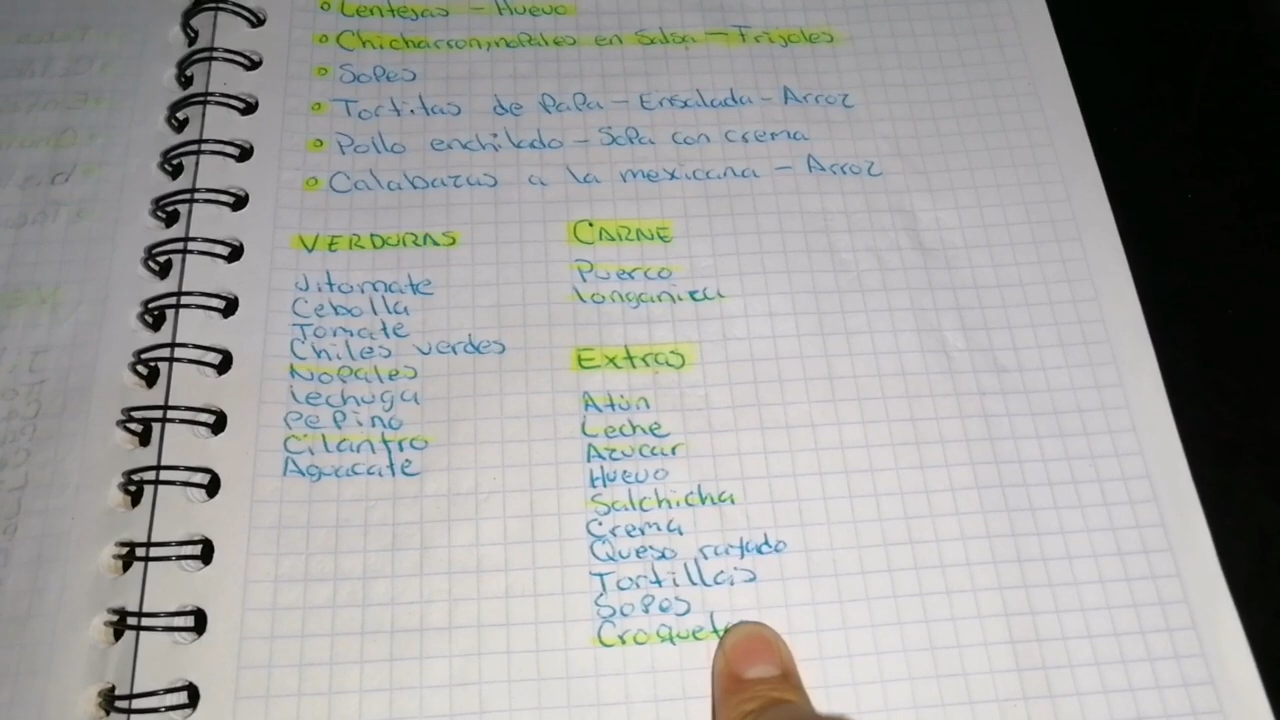 Lentejas - Huevo
Chicharron, nopales en Salsa - Frijoles
Sopes
Tortitas de Papa - Ensalada - Arroz
Pollo enchilado - Sopa con crema
Calabazas a la mexicana - Arroz
VERDURAS
Jitomate
Cebolla
Tomate
Chiles verdes
Nopales
Lechuga
Pepino
Cilantro
Aguacate
CARNE
Puerco
Longaniza
Extras
Atún
Leche
Azucar
Huevo
Salchicha
Crema
Queso rayado
Tortillas
Sopes
Croquet